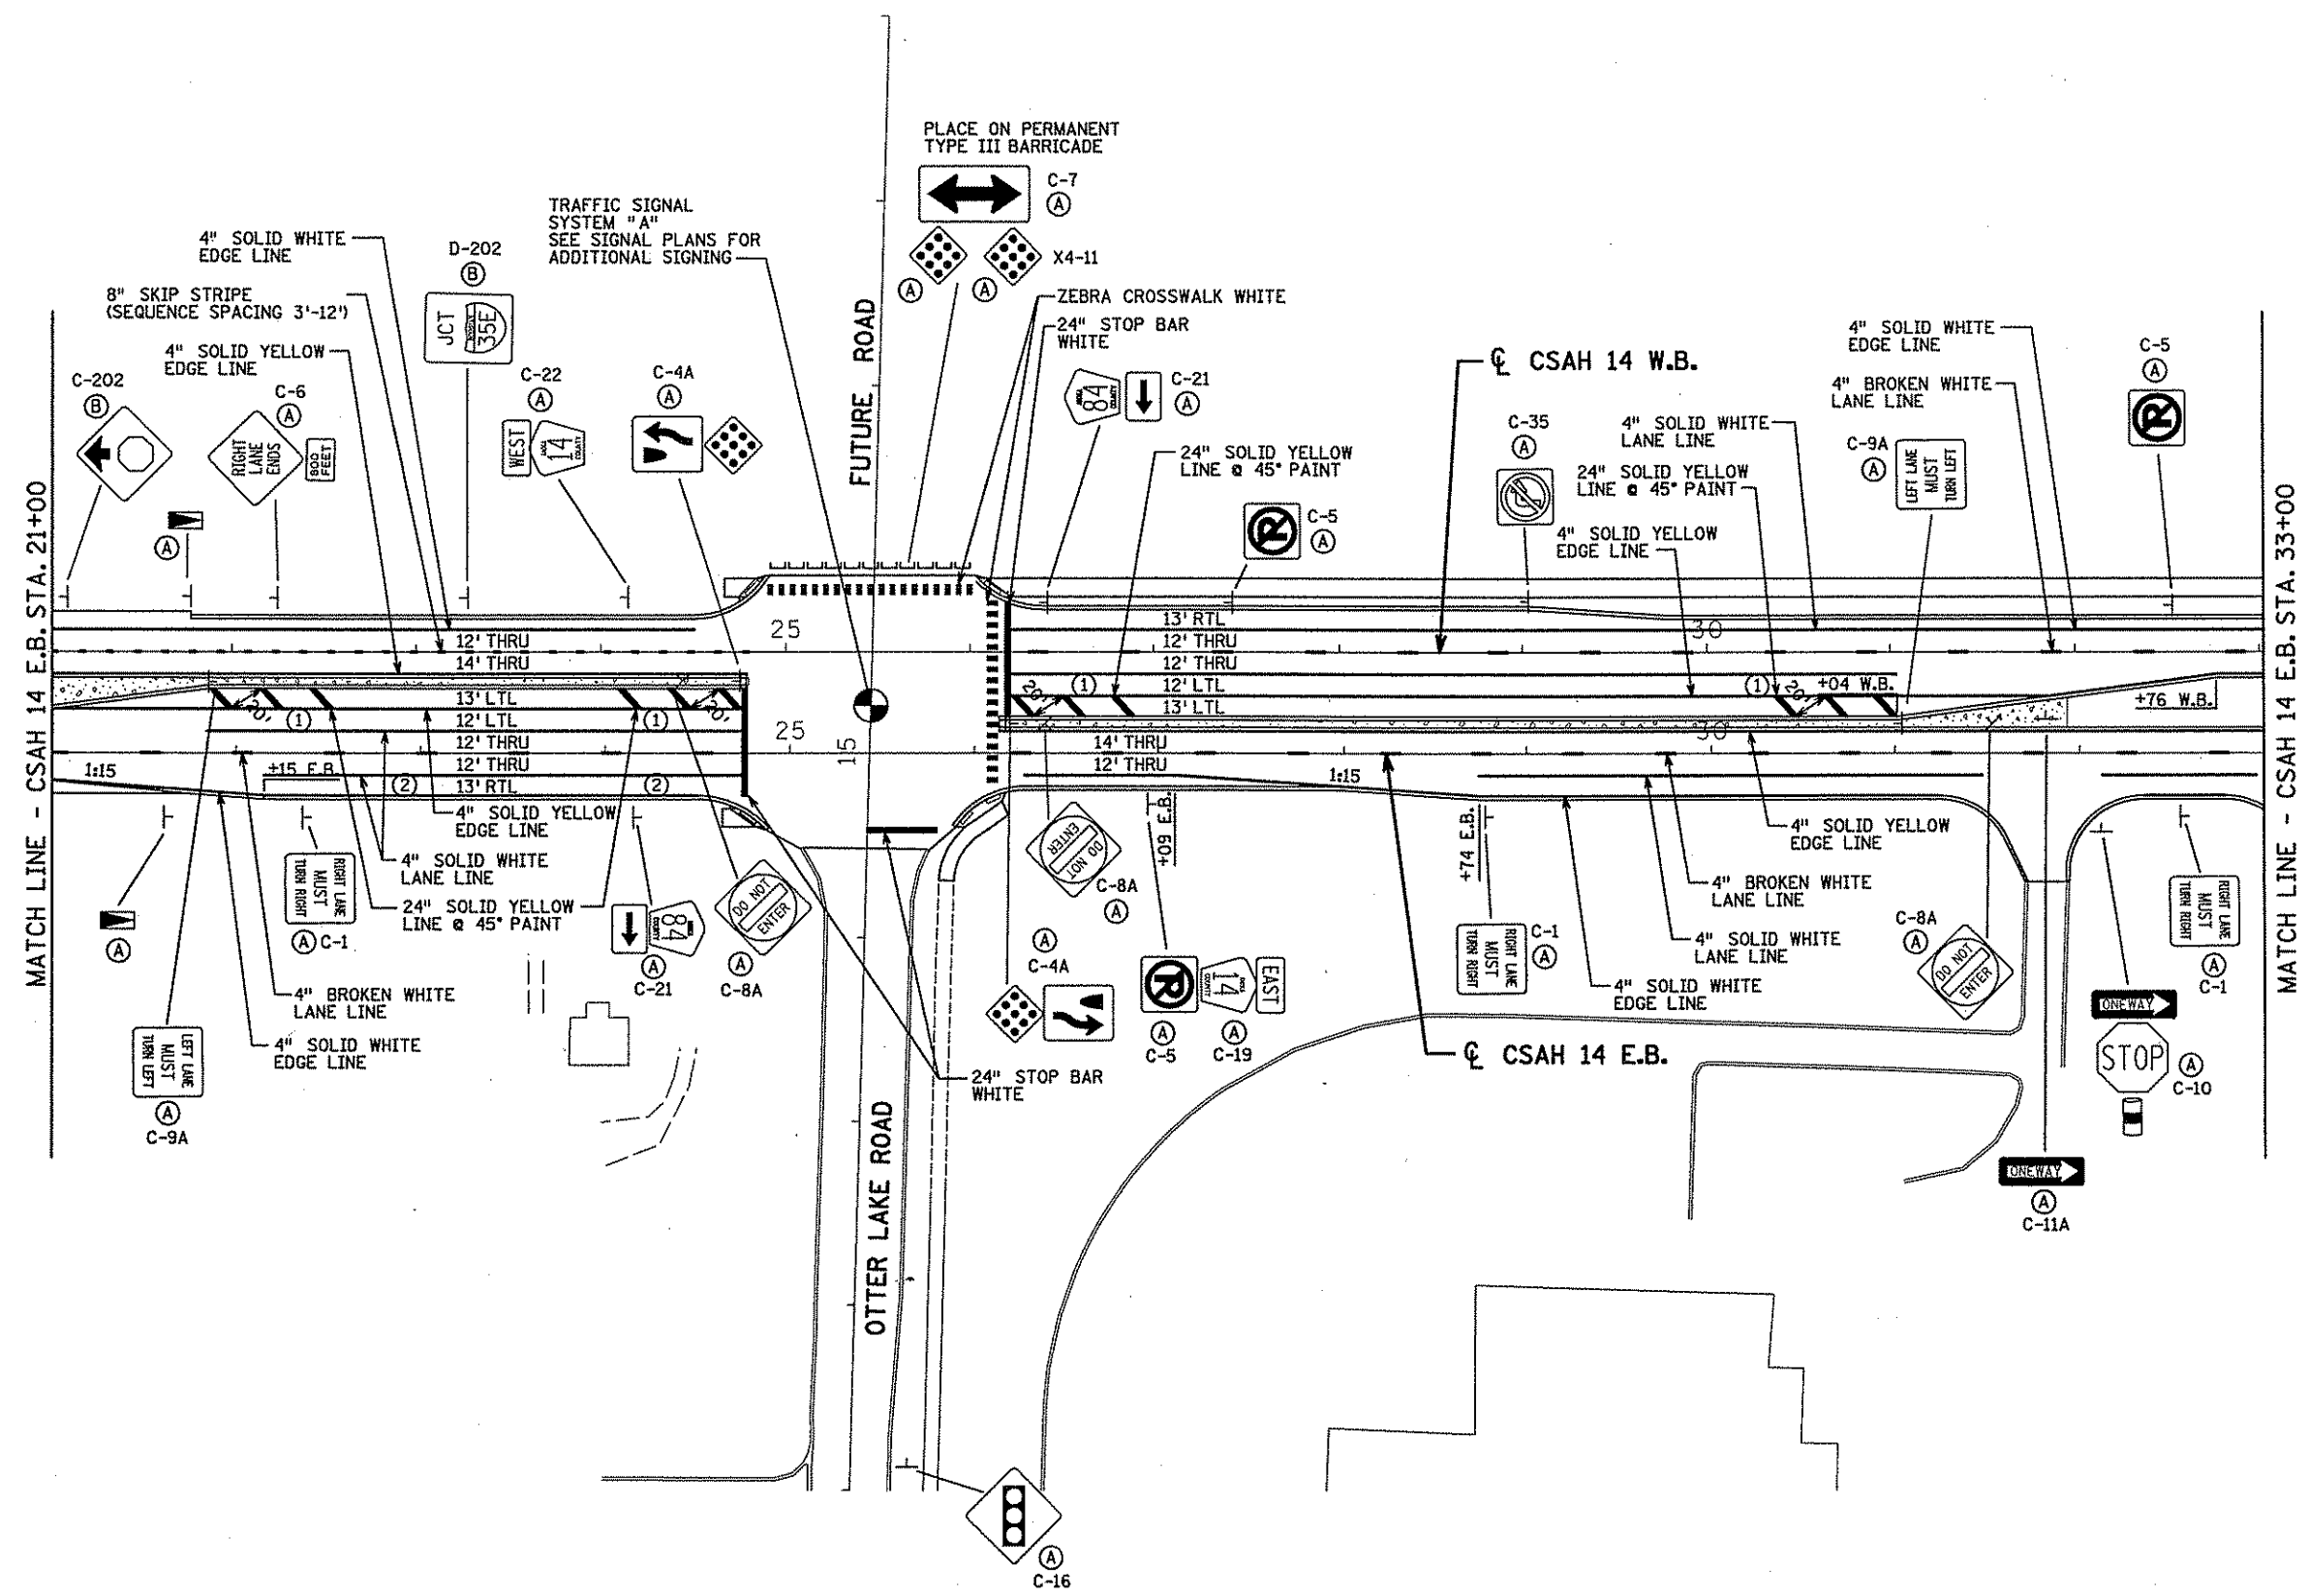 PLACE ON PERMANENT
TYPE III BARRICADE
C-7
A
X4-11
A
A
TRAFFIC SIGNAL
SYSTEM "A"
SEE SIGNAL PLANS FOR
ADDITIONAL SIGNING
4" SOLID WHITE
EDGE LINE
D-202
B
JCT
35E
8" SKIP STRIPE
(SEQUENCE SPACING 3'-12')
4" SOLID YELLOW
EDGE LINE
C-202
B
C-6
A
RIGHT
LANE
ENDS
800
FEET
A
C-22
A
WEST
14
COUNTY
C-4A
A
FUTURE ROAD
ZEBRA CROSSWALK WHITE
24" STOP BAR
WHITE
84
C-21
A
24" SOLID YELLOW
LINE @ 45° PAINT
C-5
A
℄ CSAH 14 W.B.
C-35
A
4" SOLID WHITE
LANE LINE
24" SOLID YELLOW
LINE @ 45° PAINT
4" SOLID YELLOW
EDGE LINE
4" SOLID WHITE
EDGE LINE
4" BROKEN WHITE
LANE LINE
C-9A
A
LEFT LANE
MUST
TURN LEFT
C-5
A
MATCH LINE - CSAH 14 E.B. STA. 21+00
MATCH LINE - CSAH 14 E.B. STA. 33+00
12' THRU
14' THRU
13' LTL
12' LTL
12' THRU
12' THRU
13' RTL
20'
1
1
20'
2
2
1:15
+15 E.B.
25
25
15
13' RTL
12' THRU
12' THRU
12' LTL
13' LTL
14' THRU
12' THRU
20'
1
1
20'
+04 W.B.
+76 W.B.
30
30
1:15
+09 E.B.
+74 E.B.
4" SOLID YELLOW
EDGE LINE
4" SOLID WHITE
LANE LINE
24" SOLID YELLOW
LINE @ 45° PAINT
RIGHT LANE
MUST
TURN RIGHT
A C-1
A
4" BROKEN WHITE
LANE LINE
4" SOLID WHITE
EDGE LINE
LEFT LANE
MUST
TURN LEFT
A
C-9A
84
COUNTY
A
C-21
DO NOT
ENTER
A
C-8A
DO NOT
ENTER
C-8A
A
A
C-4A
A
C-5
14
COUNTY
EAST
A
C-19
24" STOP BAR
WHITE
OTTER LAKE ROAD
RIGHT LANE
MUST
TURN RIGHT
C-1
A
℄ CSAH 14 E.B.
4" SOLID YELLOW
EDGE LINE
4" BROKEN WHITE
LANE LINE
4" SOLID WHITE
LANE LINE
4" SOLID WHITE
EDGE LINE
C-8A
A
DO NOT
ENTER
RIGHT LANE
MUST
TURN RIGHT
A
C-1
ONEWAY
STOP
A
C-10
ONEWAY
A
C-11A
A
C-16